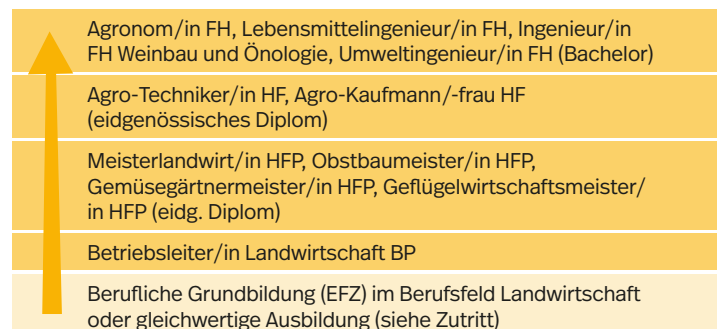 Agronom/in FH, Lebensmittelingenieur/in FH, Ingenieur/in
FH Weinbau und Önologie, Umweltingenieur/in FH (Bachelor)
Agro-Techniker/in HF, Agro-Kaufmann/-frau HF
(eidgenössisches Diplom)
Meisterlandwirt/in HFP, Obstbaumeister/in HFP,
Gemüsegärtnermeister/in HFP, Geflügelwirtschaftsmeister/
in HFP (eidg. Diplom)
Betriebsleiter/in Landwirtschaft BP
Berufliche Grundbildung (EFZ) im Berufsfeld Landwirtschaft
oder gleichwertige Ausbildung (siehe Zutritt)